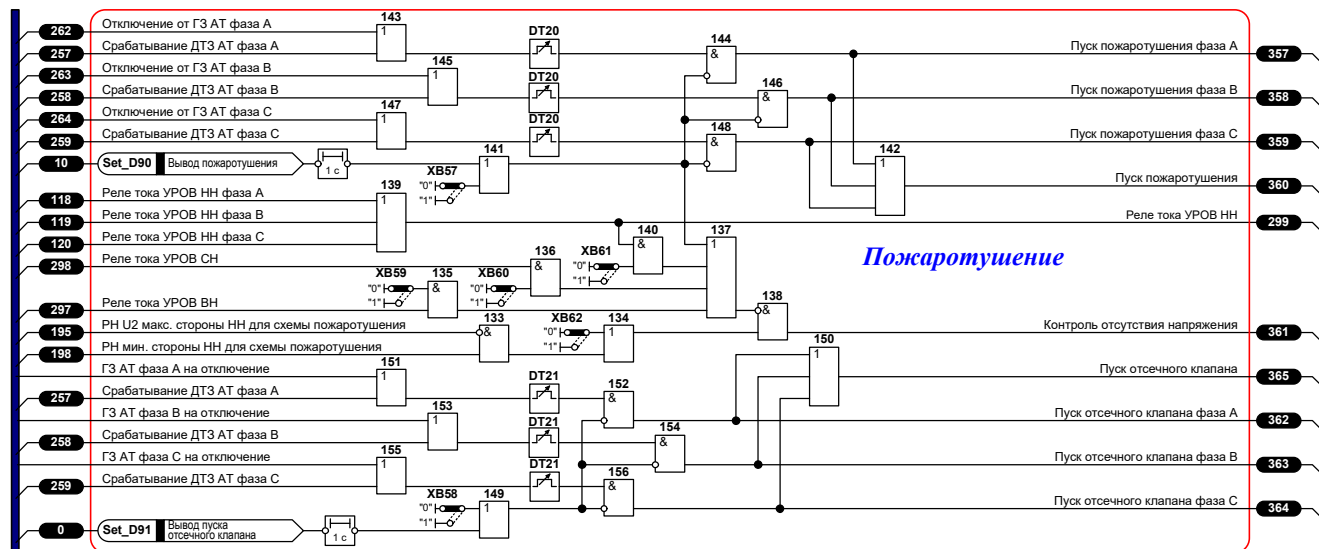 262 Отключение от ГЗ АТ фаза A 143 1
257 Срабатывание ДТЗ АТ фаза A DT20 144 & Пуск пожаротушения фаза A 357
263 Отключение от ГЗ АТ фаза B 145 1
258 Срабатывание ДТЗ АТ фаза B DT20 146 & Пуск пожаротушения фаза B 358
264 Отключение от ГЗ АТ фаза C 147 1
259 Срабатывание ДТЗ АТ фаза C DT20 148 & Пуск пожаротушения фаза C 359
10 Set_D90 Вывод пожаротушения 1 с 141 1 142 1
XB57 "0" "1" Пуск пожаротушения 360
118 Реле тока УРОВ НН фаза A 139 1
119 Реле тока УРОВ НН фаза B Реле тока УРОВ НН 299
120 Реле тока УРОВ НН фаза C 140 & 137 1
298 Реле тока УРОВ СН 136 & XB61 "0" "1" Пожаротушение
XB59 "0" "1" 135 & XB60 "0" "1"
297 Реле тока УРОВ ВН 138 &
195 РН U2 макс. стороны НН для схемы пожаротушения 133 & XB62 "0" "1" 134 1 Контроль отсутствия напряжения 361
198 РН мин. стороны НН для схемы пожаротушения
ГЗ АТ фаза A на отключение 151 1 150 1
Пуск отсечного клапана 365
257 Срабатывание ДТЗ АТ фаза A DT21 152 &
ГЗ АТ фаза B на отключение 153 1 Пуск отсечного клапана фаза A 362
258 Срабатывание ДТЗ АТ фаза B DT21 154 &
ГЗ АТ фаза C на отключение 155 1 Пуск отсечного клапана фаза B 363
259 Срабатывание ДТЗ АТ фаза C DT21 156 &
XB58 "0" "1" 149 1 Пуск отсечного клапана фаза C 364
0 Set_D91 Вывод пуска
отсечного клапана 1 с